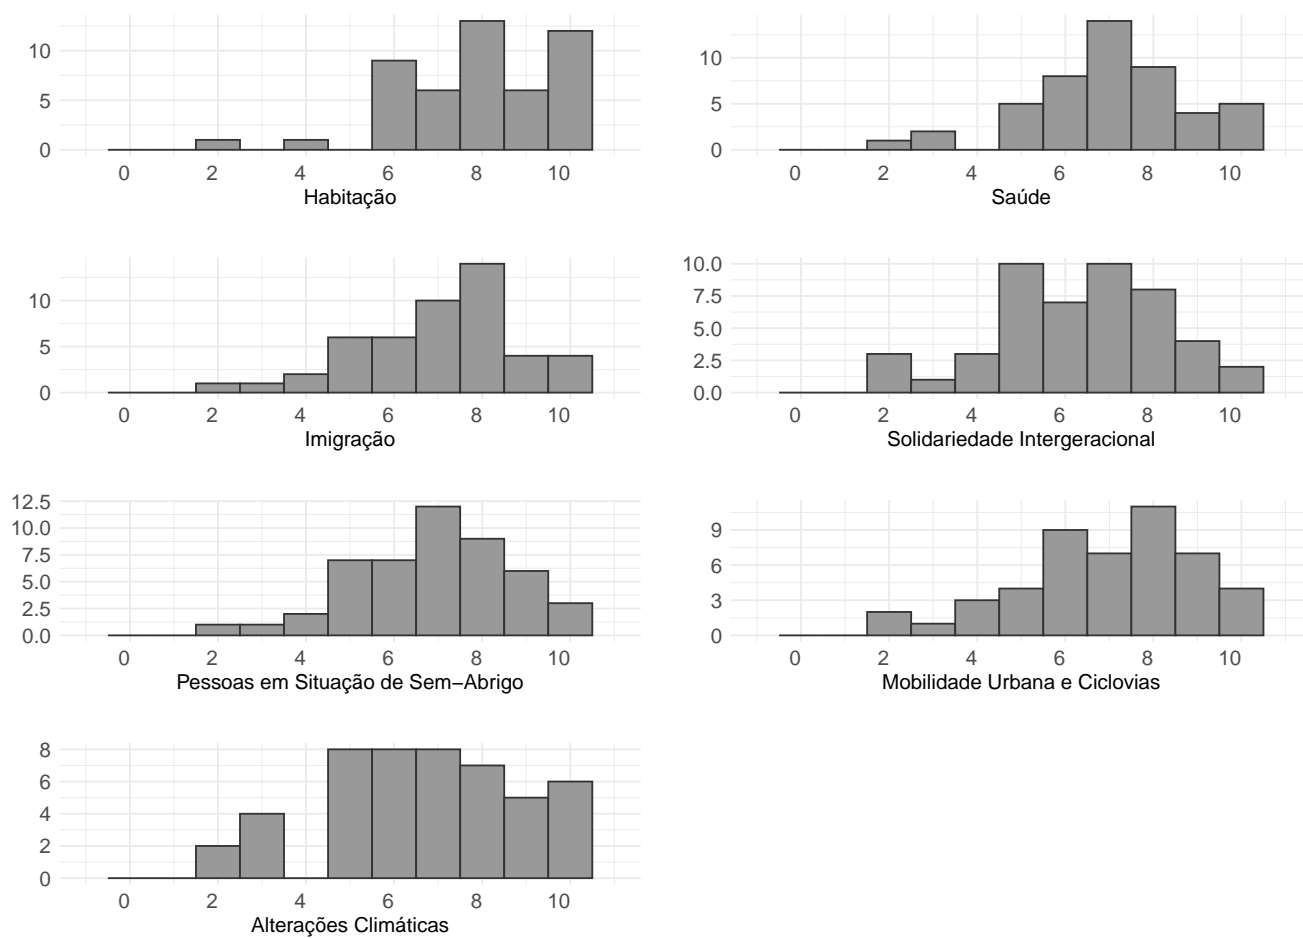 10
5
0
0 2 4 6 8 10
Habitação
10
5
0
0 2 4 6 8 10
Saúde
10
5
0
0 2 4 6 8 10
Imigração
10.0
7.5
5.0
2.5
0.0
0 2 4 6 8 10
Solidariedade Intergeracional
12.5
10.0
7.5
5.0
2.5
0.0
0 2 4 6 8 10
Pessoas em Situação de Sem−Abrigo
9
6
3
0
0 2 4 6 8 10
Mobilidade Urbana e Ciclovias
8
6
4
2
0
0 2 4 6 8 10
Alterações Climáticas